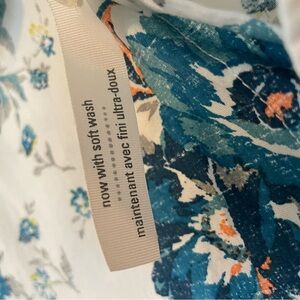 now with soft wash
maintenant avec fini ultra-doux